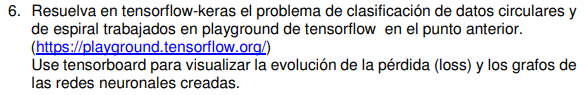 6. Resuelva en tensorflow-keras el problema de clasificación de datos circulares y
de espiral trabajados en playground de tensorflow en el punto anterior.
(https://playground.tensorflow.org/)
Use tensorboard para visualizar la evolución de la pérdida (loss) y los grafos de
las redes neuronales creadas.